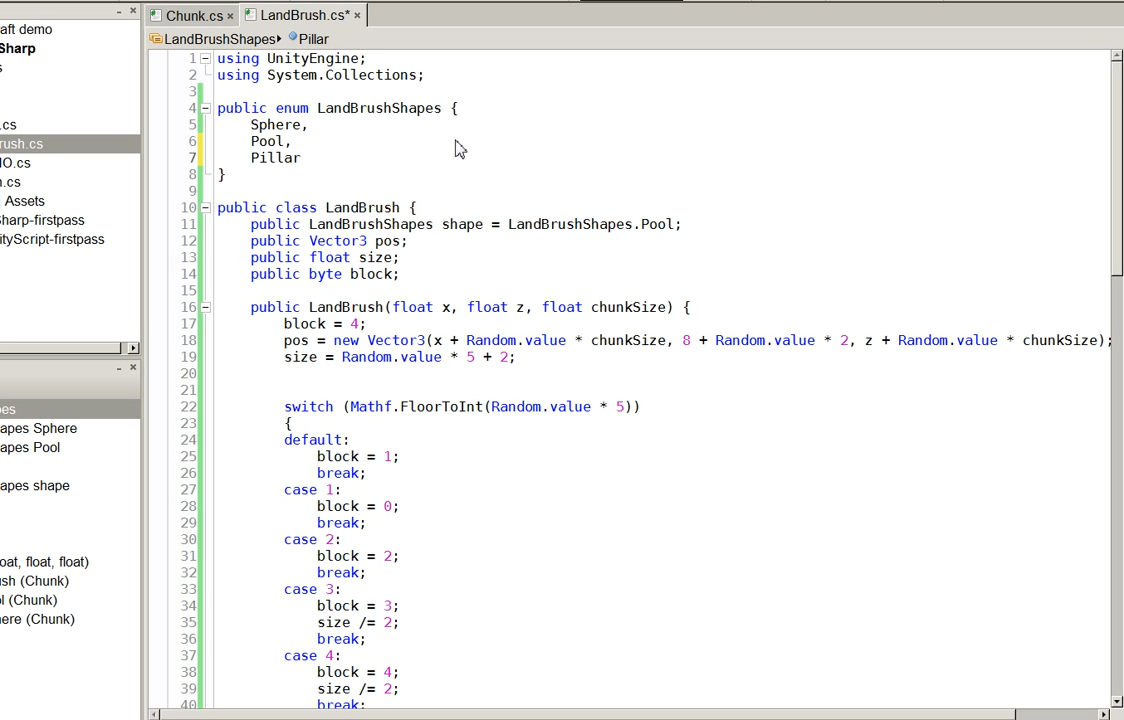 aft demo
Sharp
s
.cs
rush.cs
IO.cs
n.cs
Assets
Sharp-firstpass
ityScript-firstpass
es
apes Sphere
apes Pool
apes shape
oat, float, float)
ush (Chunk)
ol (Chunk)
ere (Chunk)
Chunk.cs × LandBrush.cs* ×
LandBrushShapes Pillar
1 using UnityEngine;
2 using System.Collections;
3
4 public enum LandBrushShapes {
5 Sphere,
6 Pool,
7 Pillar
8 }
9
10 public class LandBrush {
11 public LandBrushShapes shape = LandBrushShapes.Pool;
12 public Vector3 pos;
13 public float size;
14 public byte block;
15
16 public LandBrush(float x, float z, float chunkSize) {
17 block = 4;
18 pos = new Vector3(x + Random.value * chunkSize, 8 + Random.value * 2, z + Random.value * chunkSize);
19 size = Random.value * 5 + 2;
20
21
22 switch (Mathf.FloorToInt(Random.value * 5))
23 {
24 default:
25 block = 1;
26 break;
27 case 1:
28 block = 0;
29 break;
30 case 2:
31 block = 2;
32 break;
33 case 3:
34 block = 3;
35 size /= 2;
36 break;
37 case 4:
38 block = 4;
39 size /= 2;
40 break;